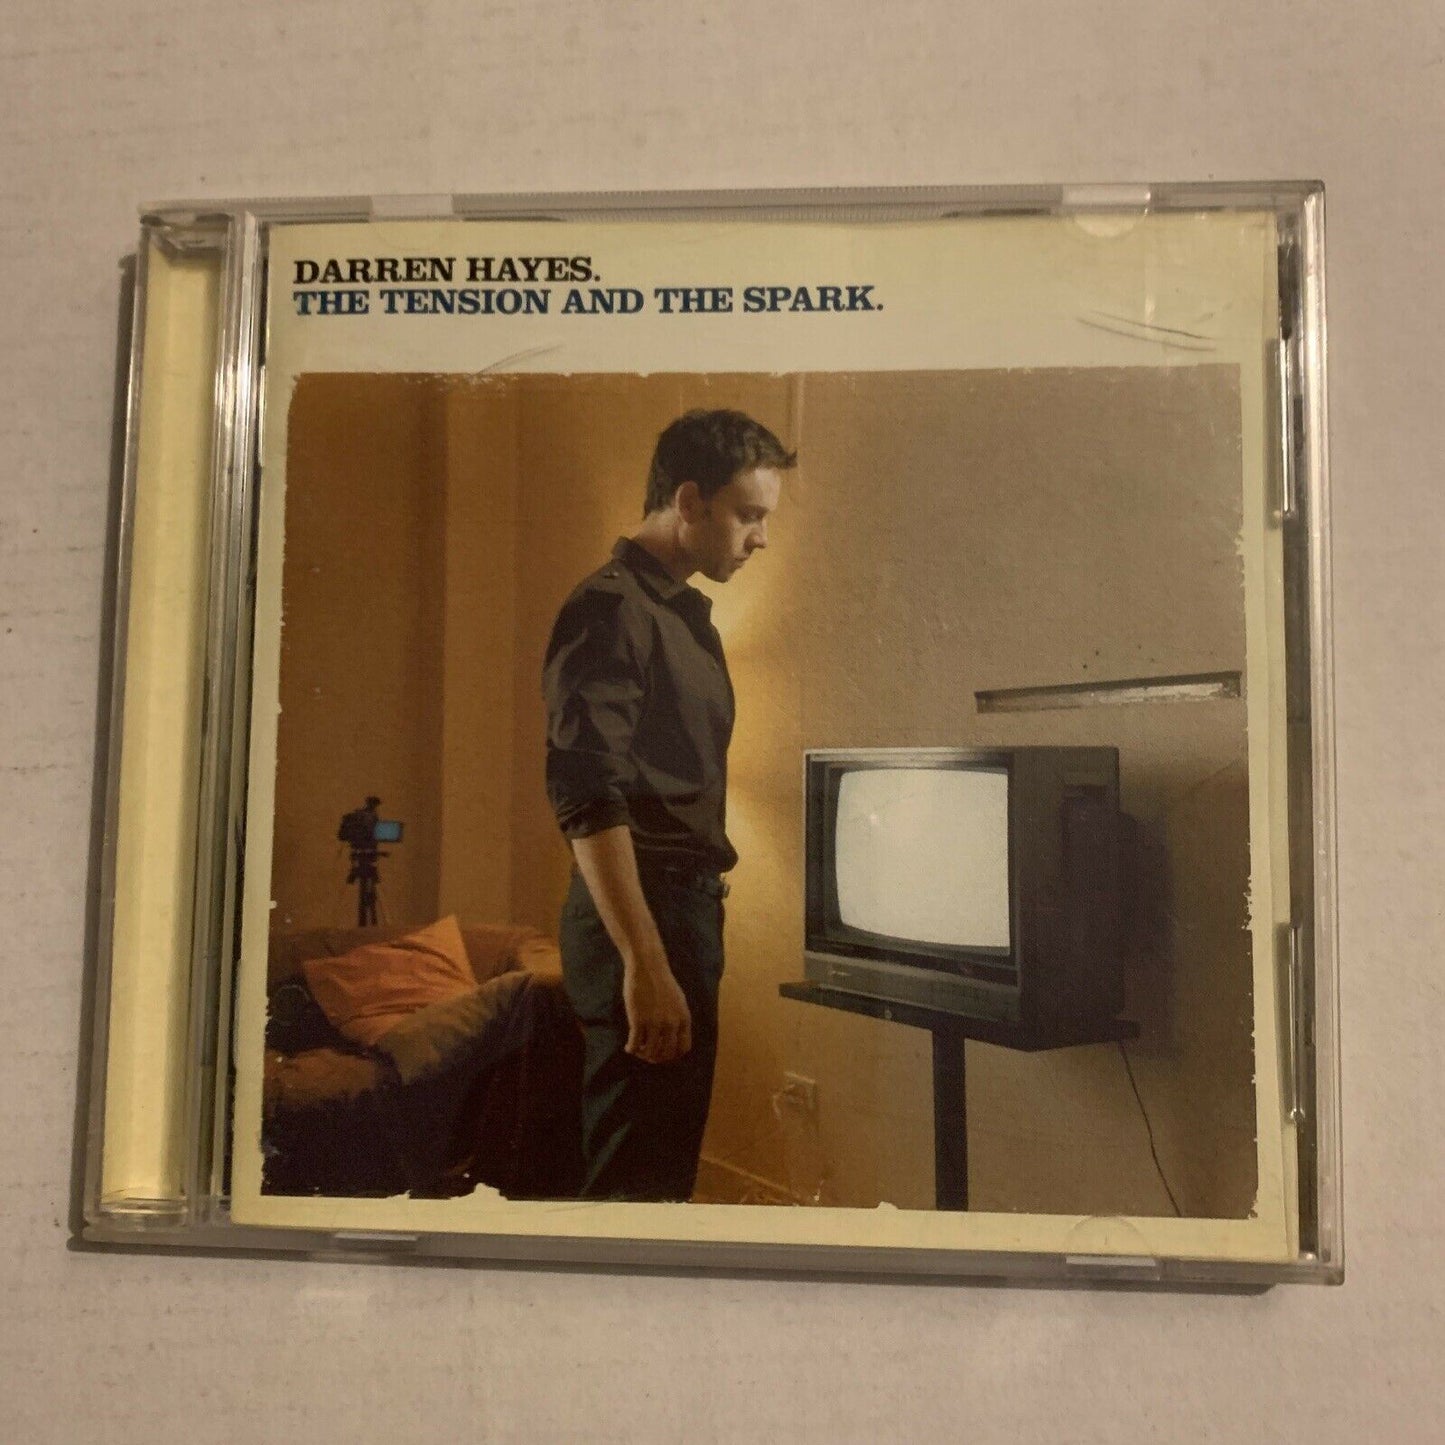 DARREN HAYES.
THE TENSION AND THE SPARK.